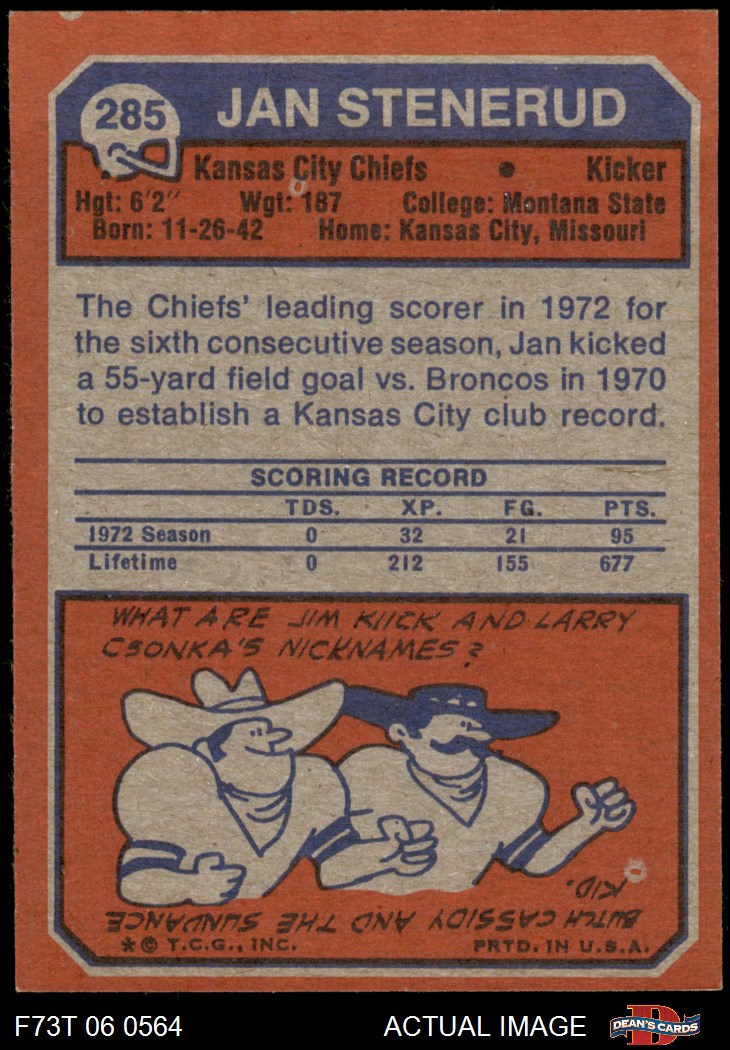 285
JAN STENERUD
Kansas City Chiefs • Kicker
Hgt: 6'2" Wgt: 187 College: Montana State
Born: 11-26-42 Home: Kansas City, Missouri
The Chiefs' leading scorer in 1972 for
the sixth consecutive season, Jan kicked
a 55-yard field goal vs. Broncos in 1970
to establish a Kansas City club record.
SCORING RECORD
TDS. XP. FG. PTS.
1972 Season 0 32 21 95
Lifetime 0 212 155 677
WHAT ARE JIM KIICK AND LARRY
CSONKA'S NICKNAMES?
BUTCH CASSIDY AND THE SUNDANCE
KID.
* © T.C.G., INC. PRTD. IN U.S.A.
F73T 06 0564 ACTUAL IMAGE D DEAN'S CARDS